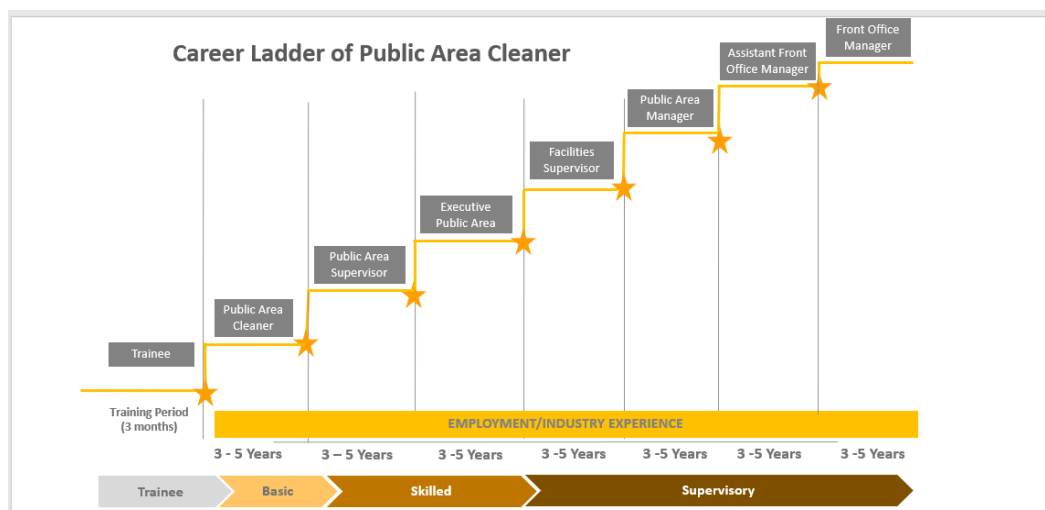 Career Ladder of Public Area Cleaner
Front Office
Manager
Assistant Front
Office Manager
Public Area
Manager
Facilities
Supervisor
Executive
Public Area
Public Area
Supervisor
Public Area
Cleaner
Trainee
Training Period
(3 months)
EMPLOYMENT/INDUSTRY EXPERIENCE
3 - 5 Years
3 – 5 Years
3 -5 Years
3 -5 Years
3 -5 Years
3 -5 Years
3 -5 Years
Trainee
Basic
Skilled
Supervisory